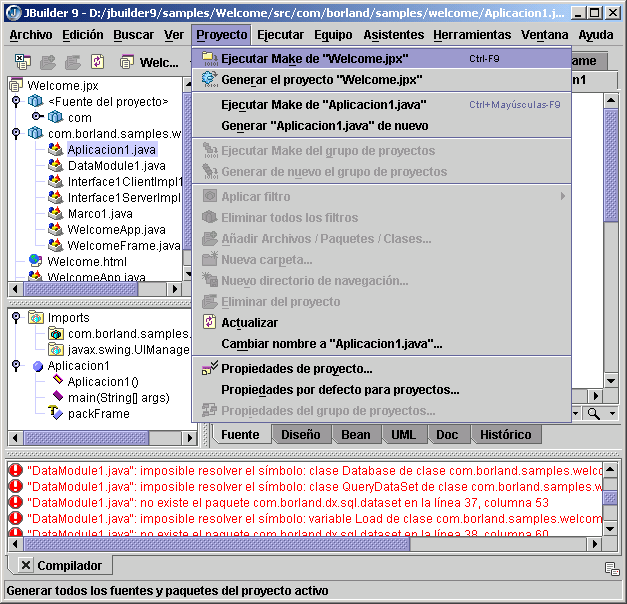 JBuilder 9 - D:/jbuilder9/samples/Welcome/src/com/borland/samples/welcome/Aplicacion1.j...
Archivo Edición Buscar Ver Proyecto Ejecutar Equipo Asistentes Herramientas Ventana Ayuda
Welc...
ame
n1
Ejecutar Make de "Welcome.jpx" Ctrl-F9
Generar el proyecto "Welcome.jpx"
Ejecutar Make de "Aplicacion1.java" Ctrl+Mayúsculas-F9
Generar "Aplicacion1.java" de nuevo
Ejecutar Make del grupo de proyectos
Generar de nuevo el grupo de proyectos
Aplicar filtro
Eliminar todos los filtros
Añadir Archivos / Paquetes / Clases...
Nueva carpeta...
Nuevo directorio de navegación...
Eliminar del proyecto
Actualizar
Cambiar nombre a "Aplicacion1.java"...
Propiedades de proyecto...
Propiedades por defecto para proyectos...
Propiedades del grupo de proyectos...
Welcome.jpx
<Fuente del proyecto>
com
com.borland.samples.w
Aplicacion1.java
DataModule1.java
Interface1ClientImpl1
Interface1ServerImpl
Marco1.java
WelcomeApp.java
WelcomeFrame.java
Welcome.html
WelcomeApp.java
Imports
com.borland.samples.
javax.swing.UIManage
Aplicacion1
Aplicacion1()
main(String[] args)
packFrame
Fuente Diseño Bean UML Doc Histórico
"DataModule1.java": imposible resolver el símbolo: clase Database de clase com.borland.samples.welco
"DataModule1.java": imposible resolver el símbolo: clase QueryDataSet de clase com.borland.samples.w
"DataModule1.java": no existe el paquete com.borland.dx.sql.dataset en la línea 37, columna 53
"DataModule1.java": imposible resolver el símbolo: variable Load de clase com.borland.samples.welcom
"DataModule1.java": no existe el paquete com.borland.dx.sql.dataset en la línea 38, columna 60
Compilador
Generar todos los fuentes y paquetes del proyecto activo